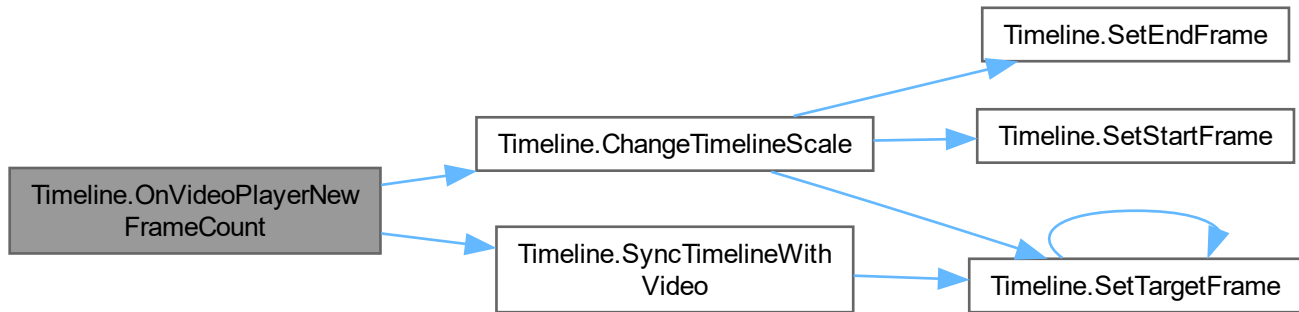 Timeline.OnVideoPlayerNew
FrameCount
Timeline.ChangeTimelineScale
Timeline.SyncTimelineWith
Video
Timeline.SetEndFrame
Timeline.SetStartFrame
Timeline.SetTargetFrame